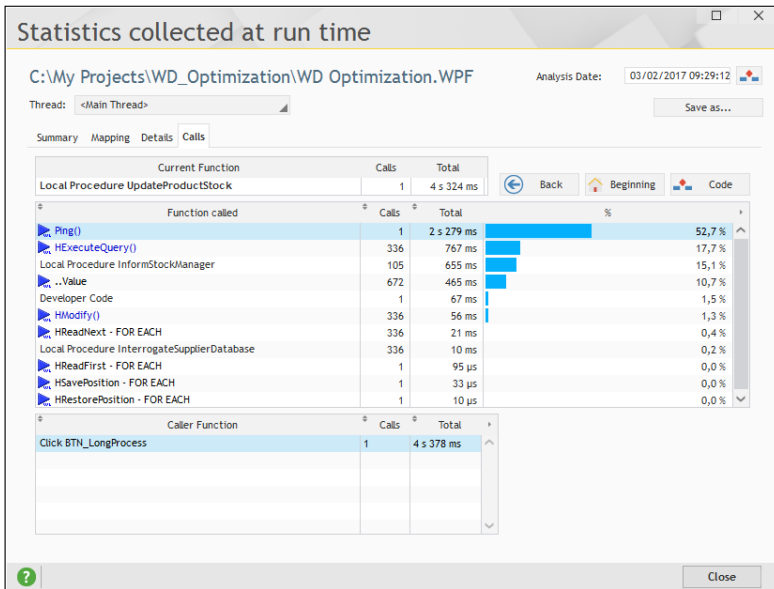 Statistics collected at run time
C:\My Projects\WD_Optimization\WD Optimization.WPF
Analysis Date: 03/02/2017 09:29:12
Thread: <Main Thread>
Save as...
Summary Mapping Details Calls
Current Function Calls Total
Local Procedure UpdateProductStock 1 4 s 324 ms
Back Beginning Code
Function called Calls Total %
Ping() 1 2 s 279 ms 52,7 %
HExecuteQuery() 336 767 ms 17,7 %
Local Procedure InformStockManager 105 655 ms 15,1 %
..Value 672 465 ms 10,7 %
Developer Code 1 67 ms 1,5 %
HModify() 336 56 ms 1,3 %
HReadNext - FOR EACH 336 21 ms 0,4 %
Local Procedure InterrogateSupplierDatabase 336 10 ms 0,2 %
HReadFirst - FOR EACH 1 95 µs 0,0 %
HSavePosition - FOR EACH 1 33 µs 0,0 %
HRestorePosition - FOR EACH 1 10 µs 0,0 %
Caller Function Calls Total
Click BTN_LongProcess 1 4 s 378 ms
? Close